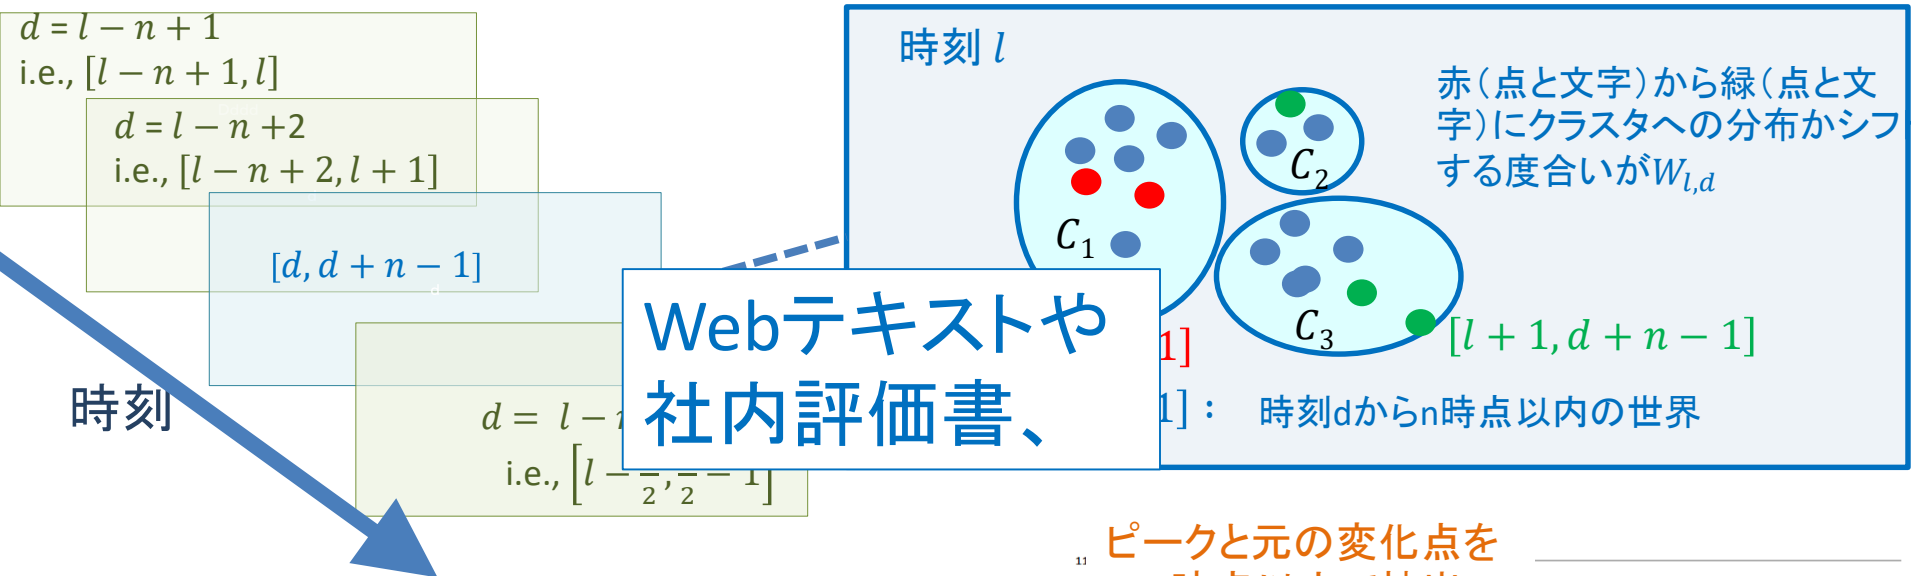 d = l − n + 1
i.e., [l − n + 1, l]
d = l − n +2
i.e., [l − n + 2, l + 1]
[d, d + n − 1]
d
時刻
d = l −
i.e., [l − 2, 2 − 1]
Webテキストや
社内評価書、
時刻 l
赤(点と文字)から緑(点と文
字)にクラスタへの分布かシフ
する度合いがW_{l,d}
C_1
C_2
C_3
1]
[l + 1, d + n − 1]
1] : 時刻dからn時点以内の世界
11
ピークと元の変化点を